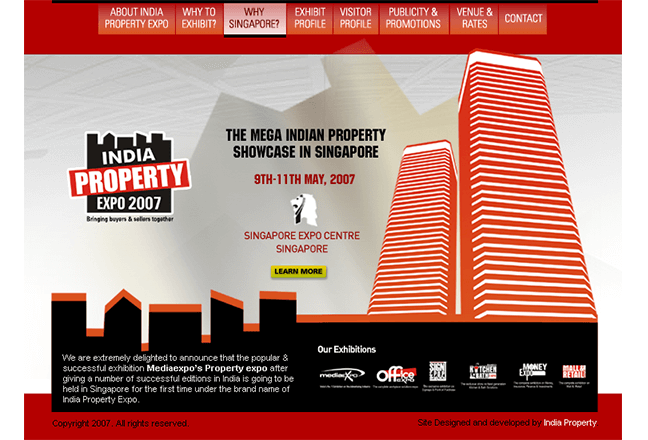 ABOUT INDIA
PROPERTY EXPO
WHY TO
EXHIBIT?
WHY
SINGAPORE?
EXHIBIT
PROFILE
VISITOR
PROFILE
PUBLICITY &
PROMOTIONS
VENUE &
RATES
CONTACT
INDIA
PROPERTY
EXPO 2007
Bringing buyers & sellers together
THE MEGA INDIAN PROPERTY
SHOWCASE IN SINGAPORE
9TH-11TH MAY, 2007
SINGAPORE EXPO CENTRE
SINGAPORE
LEARN MORE
We are extremely delighted to announce that the popular &
successful exhibition Mediaexpo's Property expo after
giving a number of successful editions in India is going to be
held in Singapore for the first time under the brand name of
India Property Expo.
Our Exhibitions
mediaexpo
office
expo
SIGN
KITCHEN
BATH
MONEY
EXPO
MALL
RETAIL
Copyright 2007. All rights reserved.
Site Designed and developed by India Property